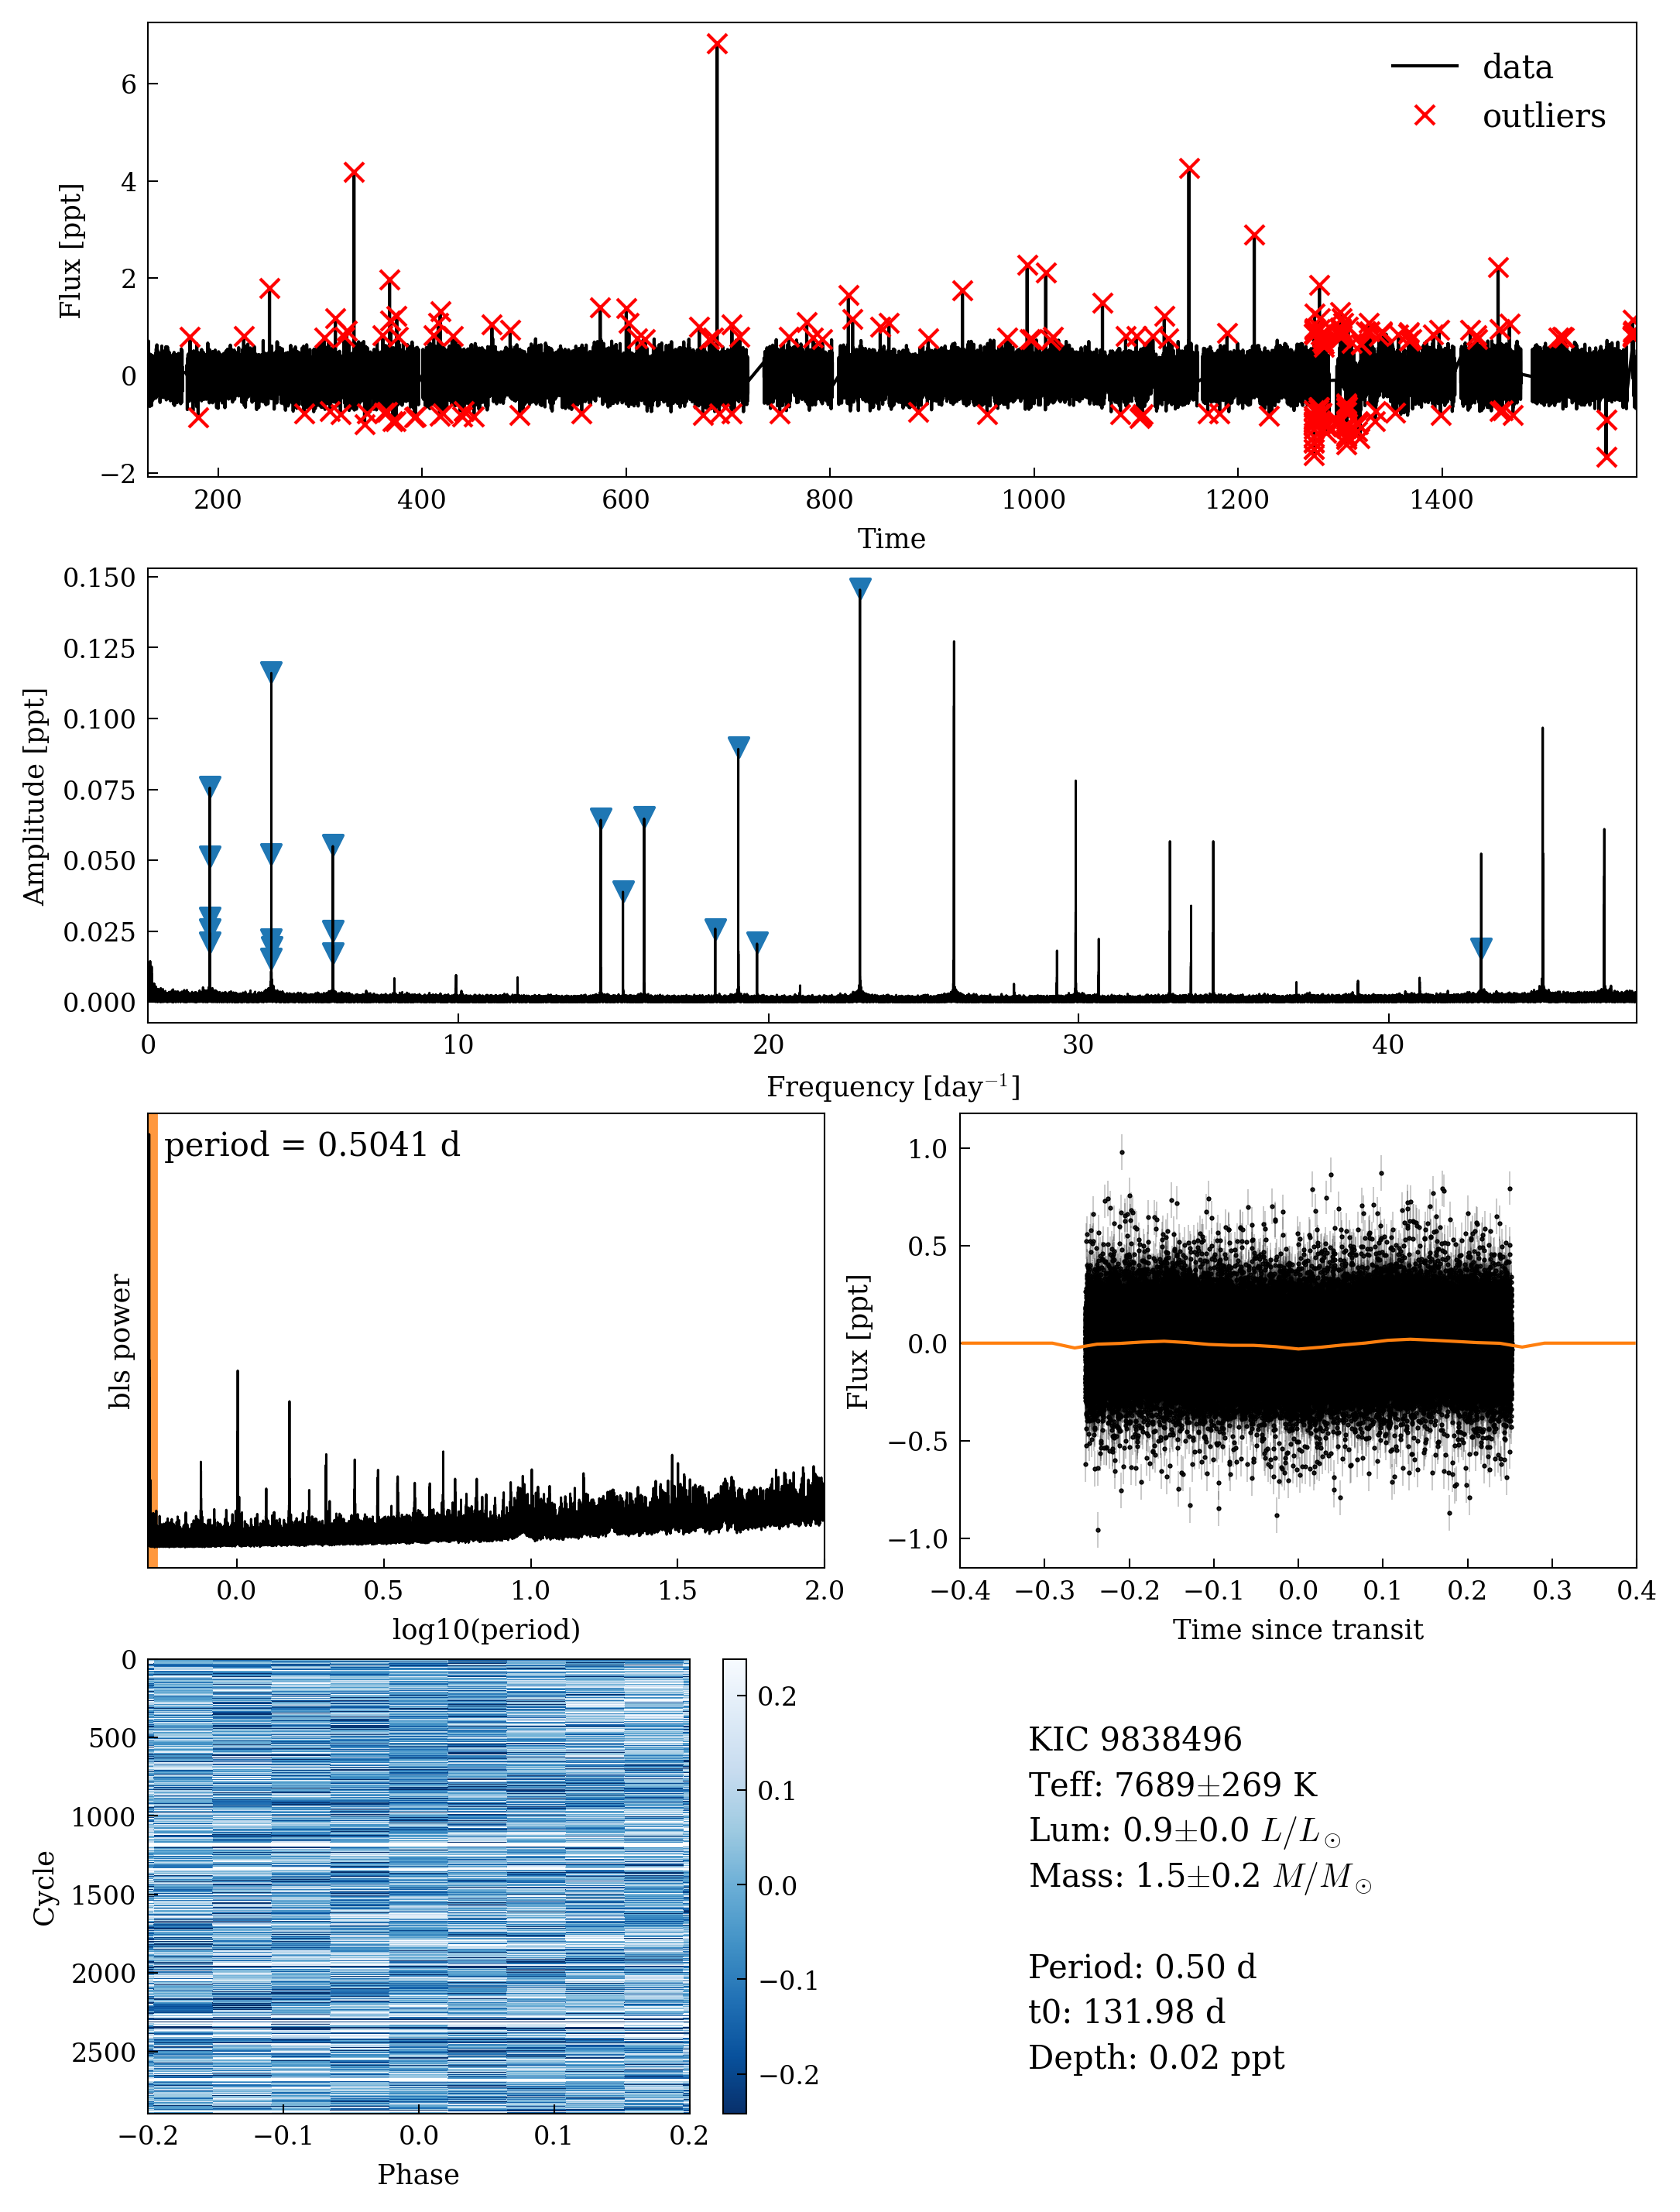 data
outliers
6
4
2
0
−2
Flux [ppt]
200 400 600 800 1000 1200 1400
Time
0.150
0.125
0.100
0.075
0.050
0.025
0.000
Amplitude [ppt]
0 10 20 30 40
Frequency [day⁻¹]
period = 0.5041 d
bls power
0.0 0.5 1.0 1.5 2.0
log10(period)
1.0
0.5
0.0
−0.5
−1.0
Flux [ppt]
−0.4 −0.3 −0.2 −0.1 0.0 0.1 0.2 0.3 0.4
Time since transit
0
500
1000
1500
2000
2500
Cycle
−0.2 −0.1 0.0 0.1 0.2
Phase
0.2
0.1
0.0
−0.1
−0.2
KIC 9838496
Teff: 7689±269 K
Lum: 0.9±0.0 L/L☉
Mass: 1.5±0.2 M/M☉
Period: 0.50 d
t0: 131.98 d
Depth: 0.02 ppt